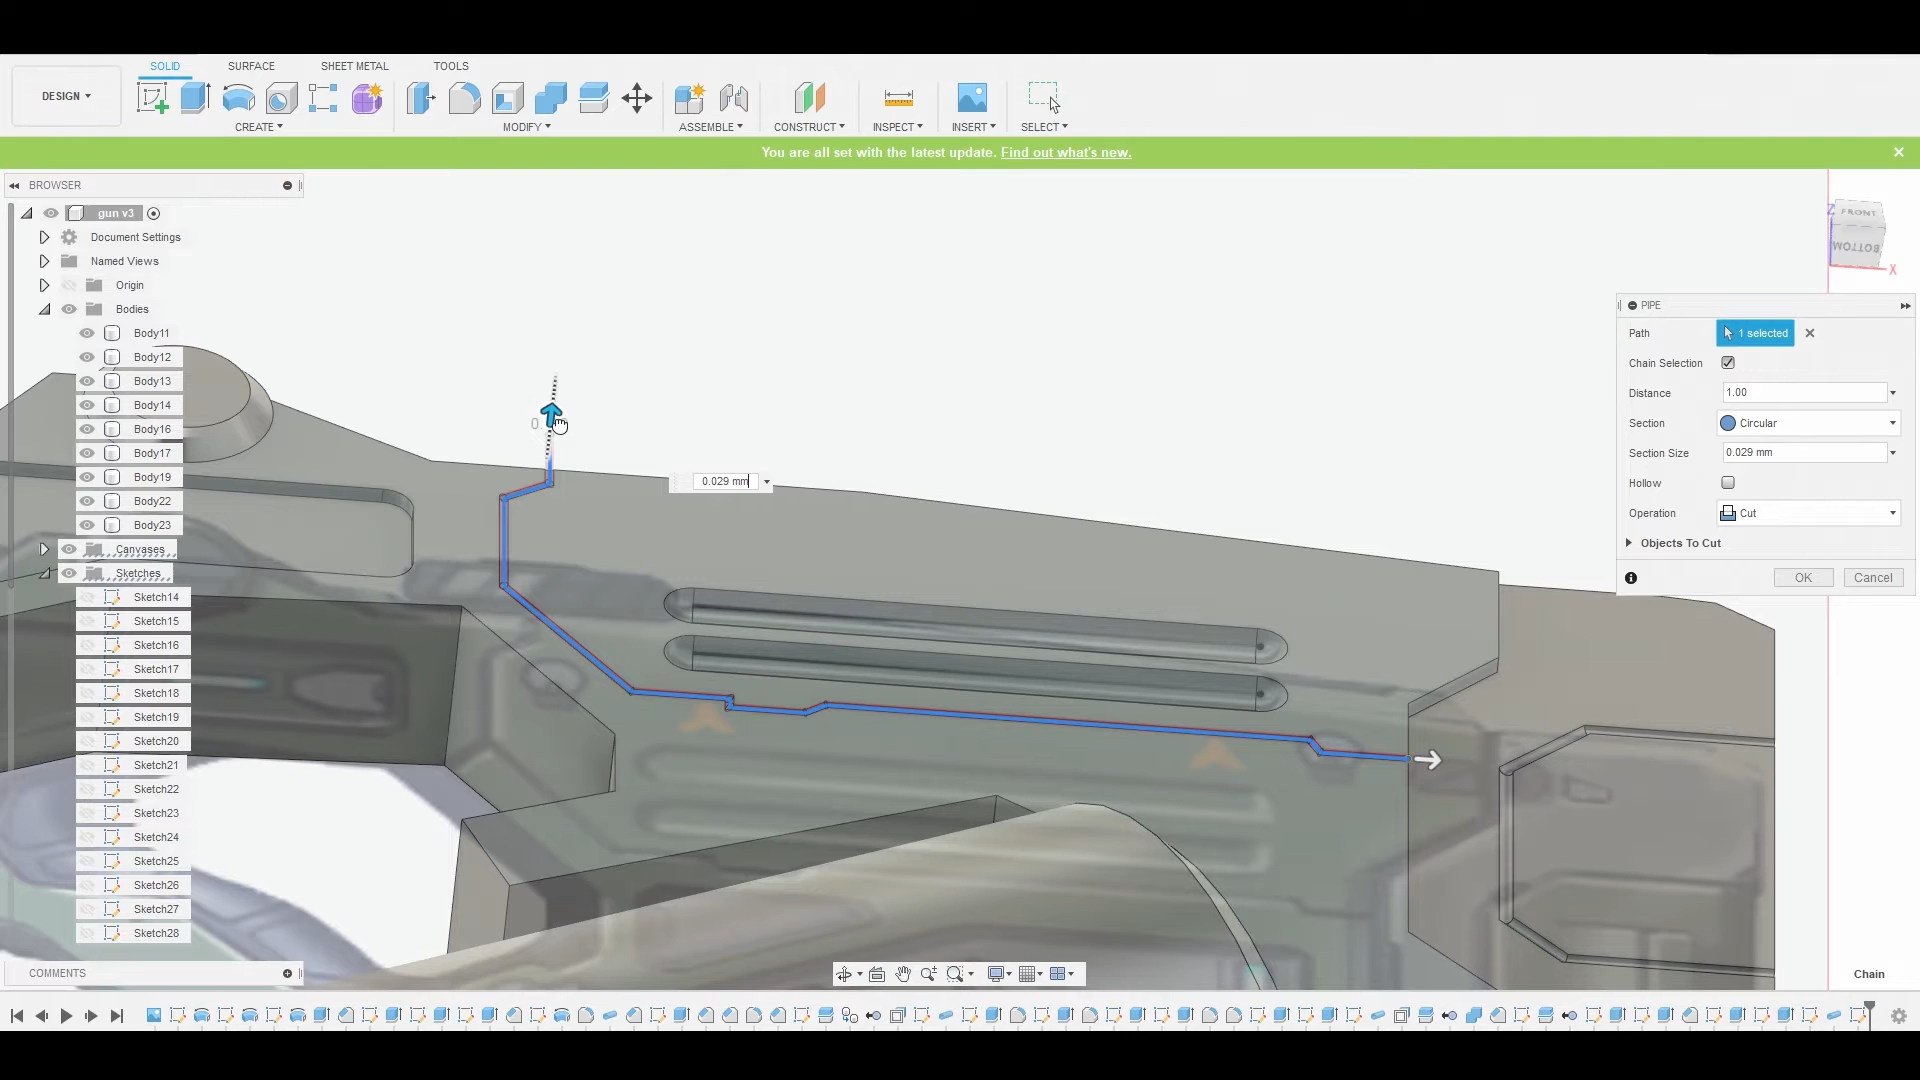 SOLID SURFACE SHEET METAL TOOLS
DESIGN
CREATE MODIFY ASSEMBLE CONSTRUCT INSPECT INSERT SELECT
You are all set with the latest update. Find out what's new.
BROWSER
gun v3
Document Settings
Named Views
Origin
Bodies
Body11
Body12
Body13
Body14
Body16
Body17
Body19
Body22
Body23
Canvases
Sketches
Sketch14
Sketch15
Sketch16
Sketch17
Sketch18
Sketch19
Sketch20
Sketch21
Sketch22
Sketch23
Sketch24
Sketch25
Sketch26
Sketch27
Sketch28
COMMENTS
0.029 mm
FRONT
BOTTOM
Z
X
PIPE
Path 1 selected
Chain Selection
Distance 1.00
Section Circular
Section Size 0.029 mm
Hollow
Operation Cut
Objects To Cut
OK Cancel
Chain